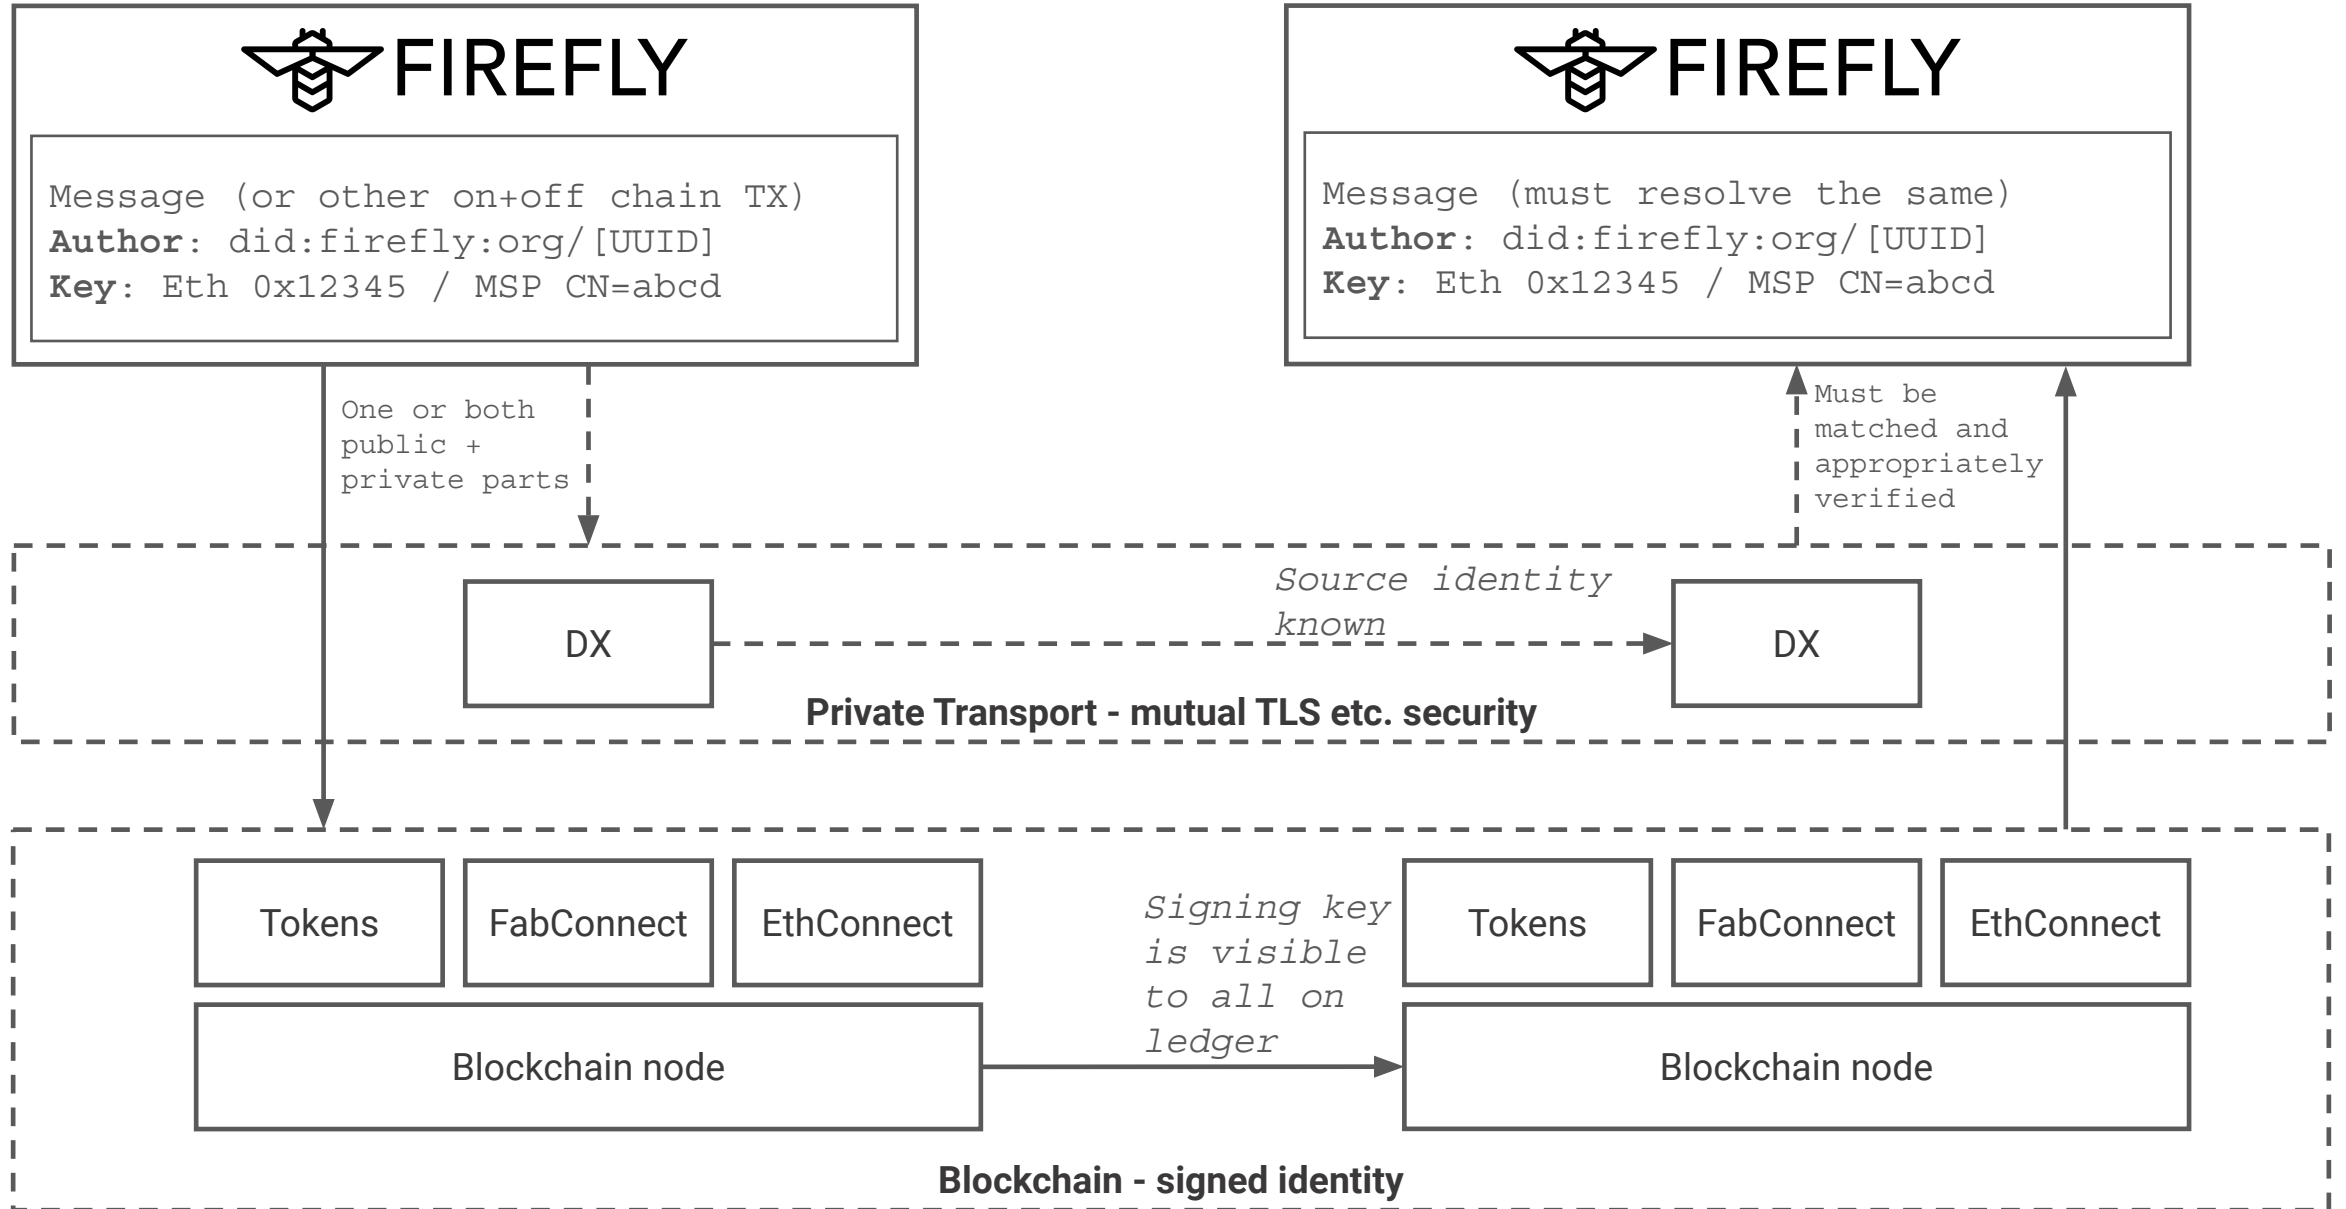 FIREFLY
Message (or other on+off chain TX)
Author: did:firefly:org/[UUID]
Key: Eth 0x12345 / MSP CN=abcd
FIREFLY
Message (must resolve the same)
Author: did:firefly:org/[UUID]
Key: Eth 0x12345 / MSP CN=abcd
One or both
public +
private parts
Must be
matched and
appropriately
verified
DX
Source identity
known
DX
Private Transport - mutual TLS etc. security
Tokens
FabConnect
EthConnect
Blockchain node
Signing key
is visible
to all on
ledger
Tokens
FabConnect
EthConnect
Blockchain node
Blockchain - signed identity